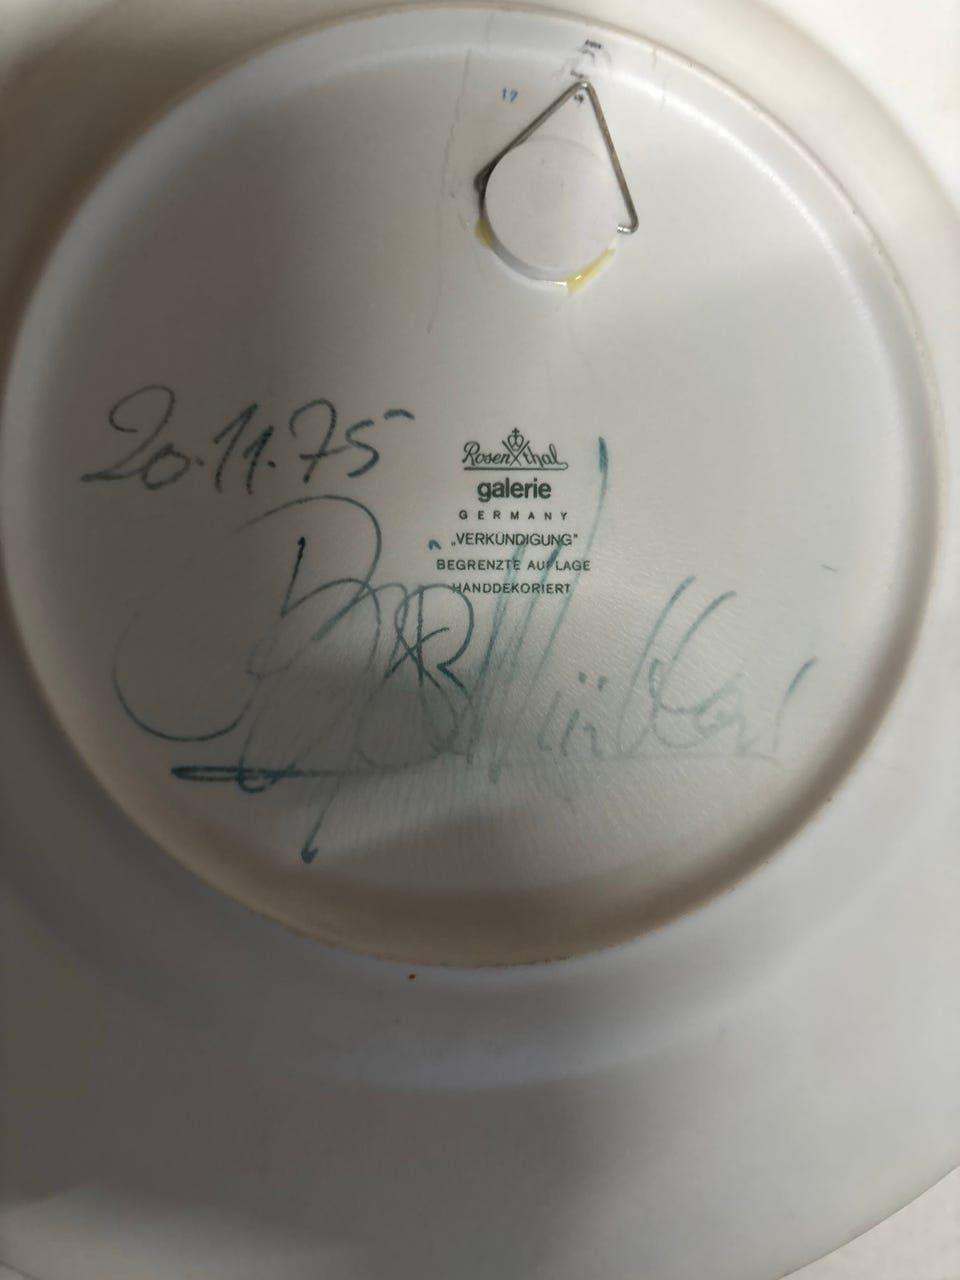 17
20.11.75
Rosenthal
galerie
GERMANY
„VERKÜNDIGUNG"
BEGRENZTE AUFLAGE
HANDDEKORIERT